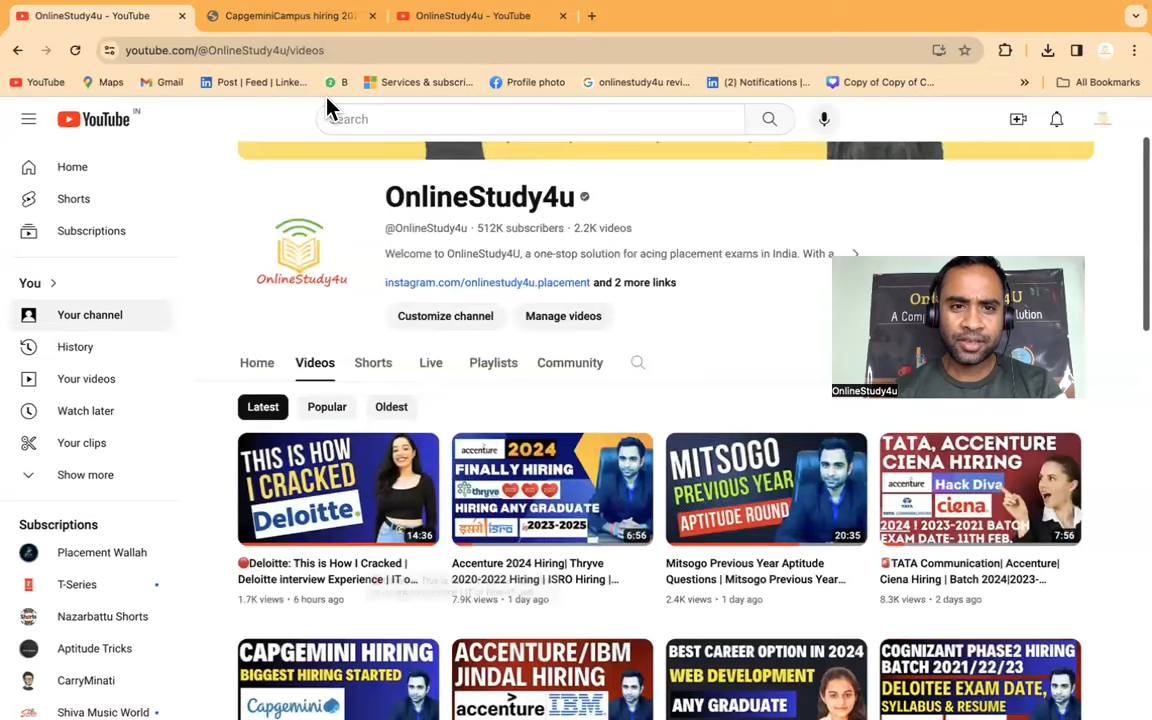 OnlineStudy4u - YouTube
CapgeminiCampus hiring 202
OnlineStudy4u - YouTube
youtube.com/@OnlineStudy4u/videos
YouTube
Maps
Gmail
Post | Feed | Linke...
B
Services & subscri...
Profile photo
onlinestudy4u revi...
(2) Notifications |...
Copy of Copy of C...
All Bookmarks
YouTube IN
Search
Home
Shorts
Subscriptions
You
Your channel
History
Your videos
Watch later
Your clips
Show more
Subscriptions
Placement Wallah
T-Series
Nazarbattu Shorts
Aptitude Tricks
CarryMinati
Shiva Music World
OnlineStudy4u
OnlineStudy4u
@OnlineStudy4u · 512K subscribers · 2.2K videos
Welcome to OnlineStudy4U, a one-stop solution for acing placement exams in India. With a
instagram.com/onlinestudy4u.placement and 2 more links
Customize channel
Manage videos
OnlineStudy4u
Home
Videos
Shorts
Live
Playlists
Community
Latest
Popular
Oldest
THIS IS HOW
I CRACKED
Deloitte.
14:36
accenture 2024
FINALLY HIRING
thryve
HIRING ANY GRADUATE
इसरो isro 2023-2025
6:56
MITSOGO
PREVIOUS YEAR
APTITUDE ROUND
20:35
TATA, ACCENTURE
CIENA HIRING
accenture Hack Diva
TATA ciena.
2024 ! 2023-2021 BATCH
EXAM DATE- 11TH FEB.
7:56
🔴Deloitte: This is How I Cracked |
Deloitte interview Experience | IT o...
1.7K views • 6 hours ago
Accenture 2024 Hiring| Thryve
2020-2022 Hiring | ISRO Hiring |...
7.9K views • 1 day ago
Mitsogo Previous Year Aptitude
Questions | Mitsogo Previous Year...
2.4K views • 1 day ago
🚨TATA Communication| Accenture|
Ciena Hiring | Batch 2024|2023-...
8.3K views • 2 days ago
CAPGEMINI HIRING
BIGGEST HIRING STARTED
Capgemini
ACCENTURE/IBM
JINDAL HIRING
accenture IBM
BEST CAREER OPTION IN 2024
WEB DEVELOPMENT
ANY GRADUATE
COGNIZANT PHASE2 HIRING
BATCH 2021/22/23
DELOITEE EXAM DATE,
SYLLABUS & RESUME